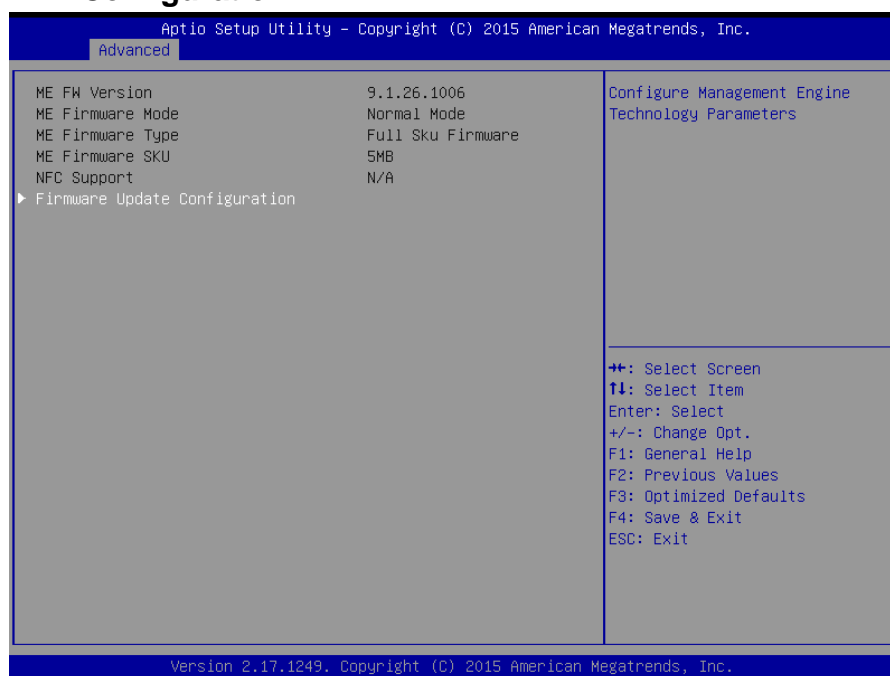 Aptio Setup Utility – Copyright (C) 2015 American Megatrends, Inc.
Advanced
ME FW Version 9.1.26.1006
ME Firmware Mode Normal Mode
ME Firmware Type Full Sku Firmware
ME Firmware SKU 5MB
NFC Support N/A
Firmware Update Configuration
Configure Management Engine
Technology Parameters
→←: Select Screen
↑↓: Select Item
Enter: Select
+/-: Change Opt.
F1: General Help
F2: Previous Values
F3: Optimized Defaults
F4: Save & Exit
ESC: Exit
Version 2.17.1249. Copyright (C) 2015 American Megatrends, Inc.